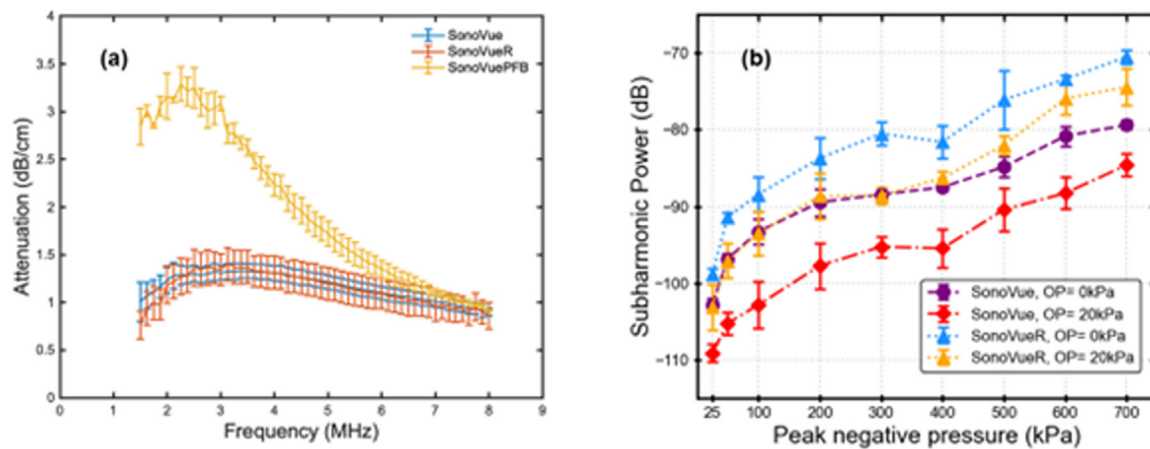 (a)
SonoVue
SonoVueR
SonoVuePFB
Attenuation (dB/cm)
4
3.5
3
2.5
2
1.5
1
0.5
0
0 1 2 3 4 5 6 7 8 9
Frequency (MHz)
(b)
Subharmonic Power (dB)
−70
−80
−90
−100
−110
SonoVue, OP= 0kPa
SonoVue, OP= 20kPa
SonoVueR, OP= 0kPa
SonoVueR, OP= 20kPa
25 100 200 300 400 500 600 700
Peak negative pressure (kPa)